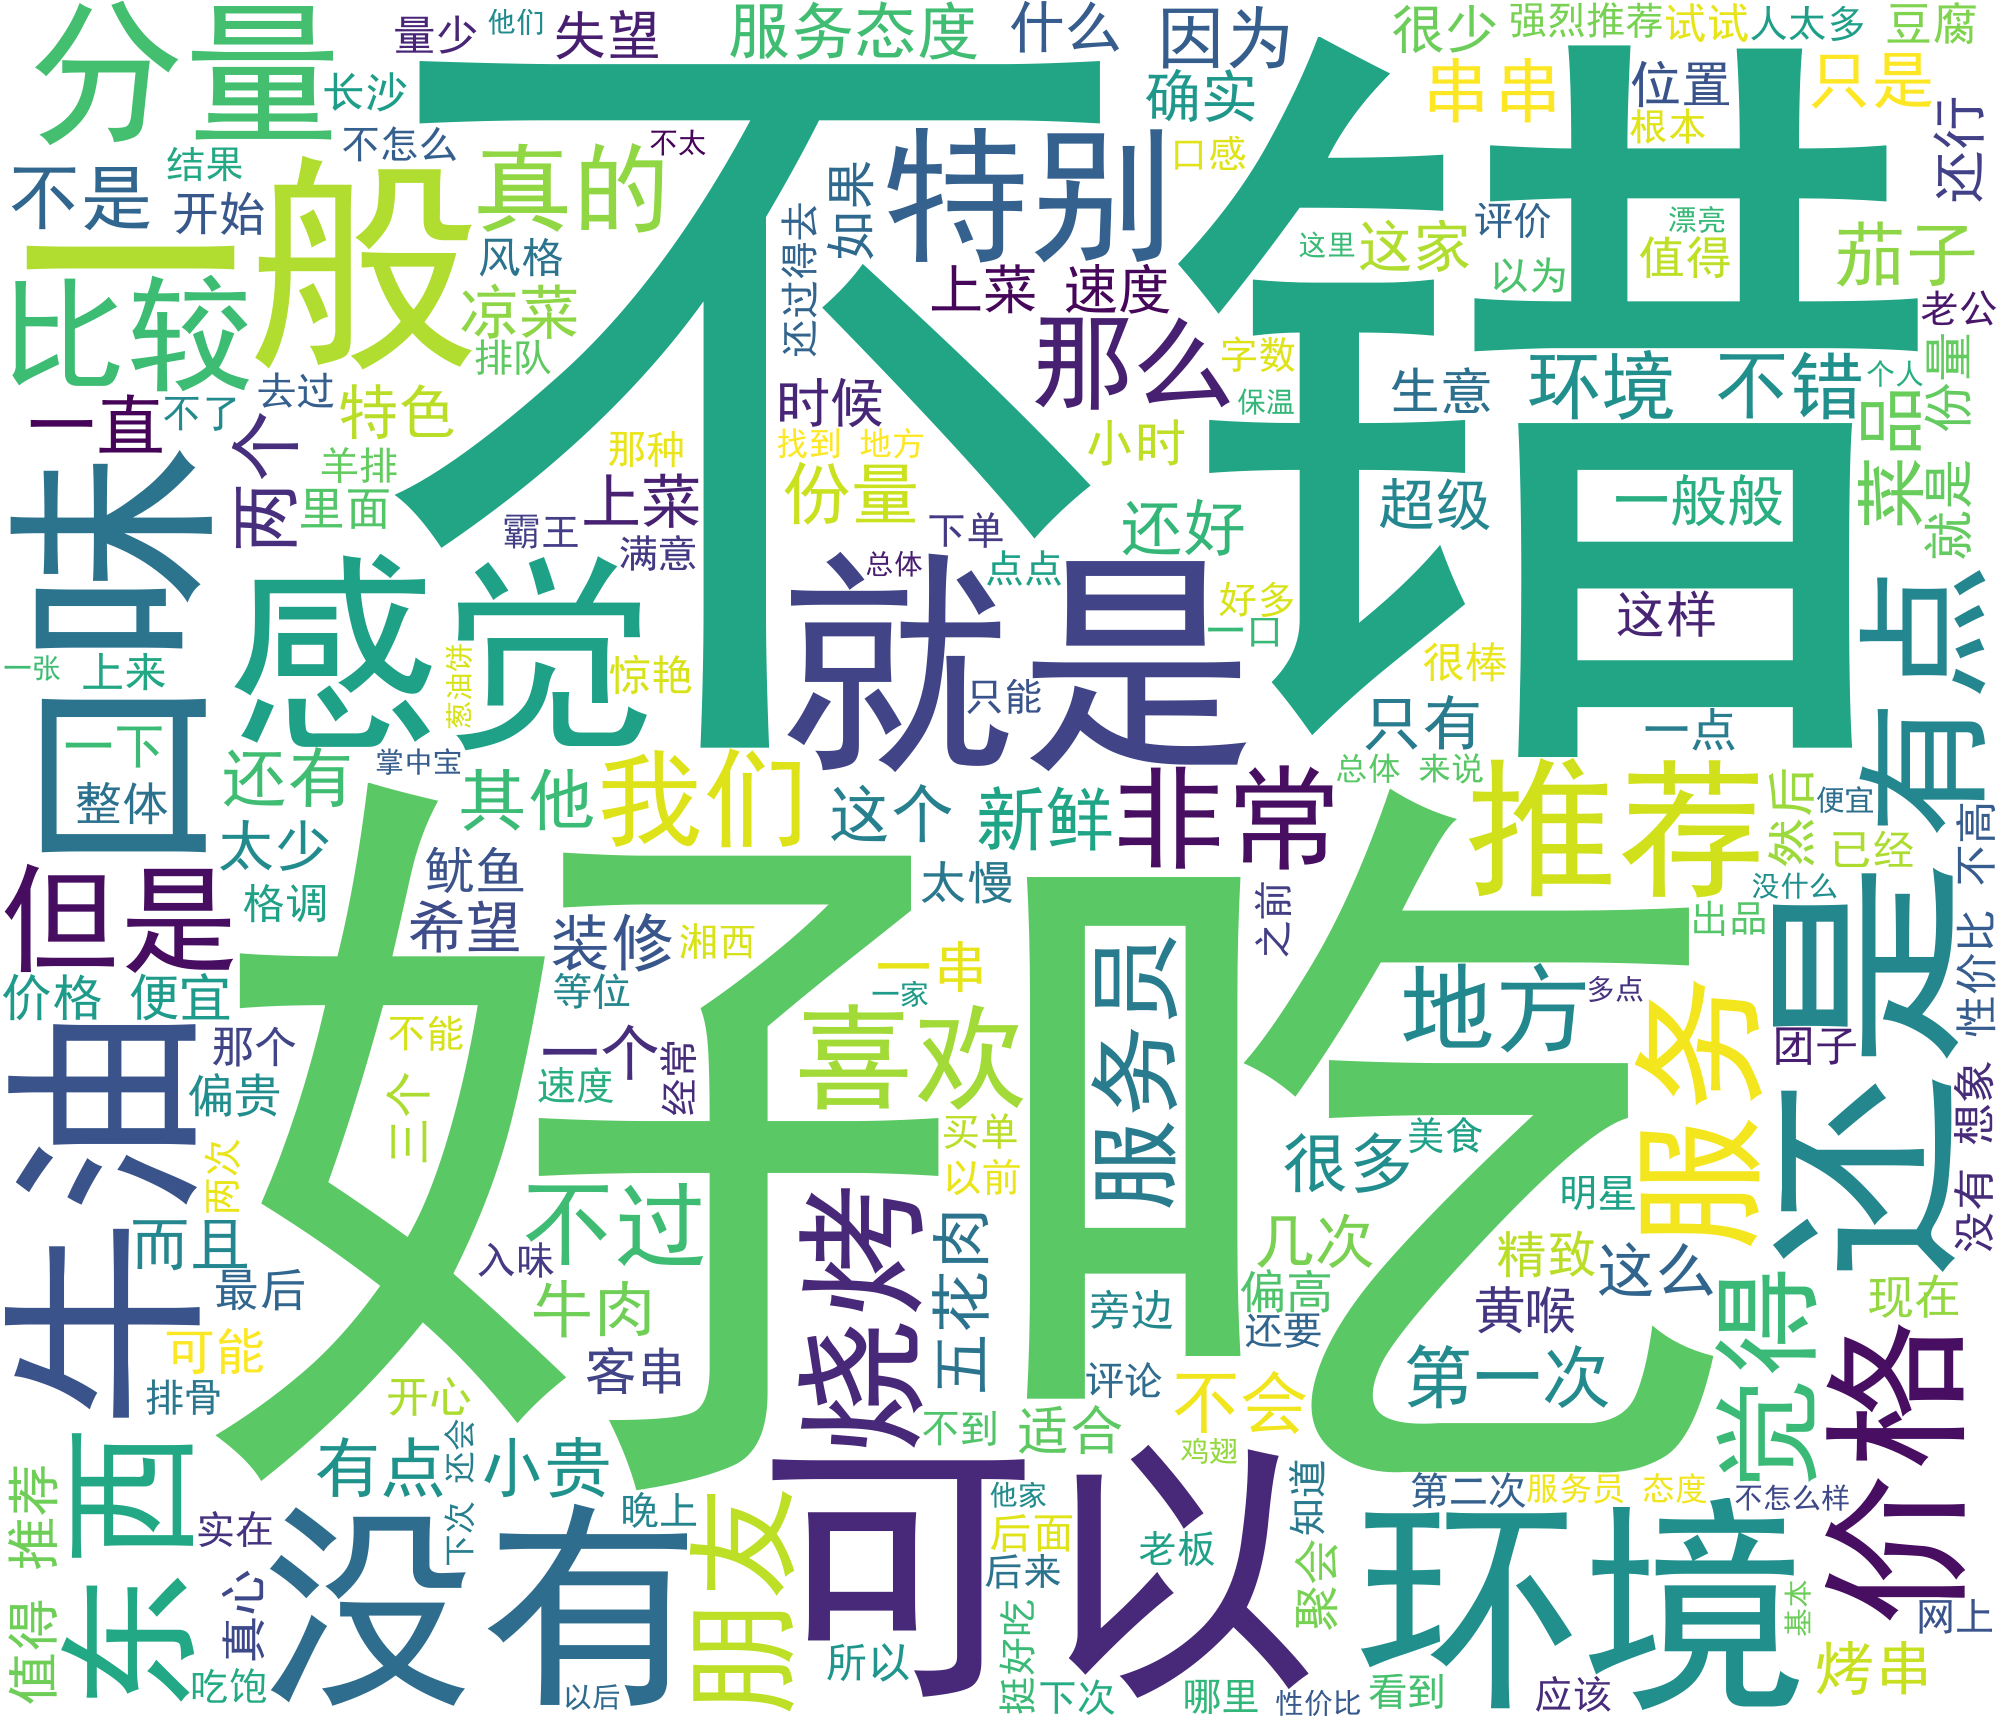 分量
量少
他们
失望
服务态度
什么
因为
很少
强烈推荐
试试
人太多
豆腐
不错
长沙
确实
串串
位置
只是
还行
不是
结果
不怎么
真的
不太
特别
口感
根本
开始
一般
风格
还过得去
如果
这里
这家
评价
漂亮
值得
茄子
比较
凉菜
上菜 速度
以为
老公
排队
那么
字数
去过
特色
时候
保温
生意
环境 不错
个人
份量
一直
不了
两个
那种
找到 地方
小时
菜品
回味
羊排
里面
上菜
份量
还好
超级
一般般
就是
霸王
满意
下单
总体
点点
感觉
就是
好多
一口
这样
有点
一张
上来
葱油饼
惊艳
只能
很棒
一下
整体
还有
掌中宝
其他
我们
这个
新鲜
非常
只有
一点
总体 来说
推荐
然后
便宜
不高
太少
鱿鱼
太慢
之前
没什么
已经
但是
格调
希望
装修
湘西
一串
一家
服务员
出品
还是
性价比
价格 便宜
等位
好吃
地方
多点
服务
团子
牛油
那个
不能
一个
经常
喜欢
偏贵
三个
速度
买单
以前
很多
美食
没有 想象
两次
而且
不过
烧烤
五花肉
几次
明星
精致
这么
最后
入味
牛肉
偏高
还要
旁边
黄喉
觉得
现在
可能
排骨
客串
评论
第一次
价格
开心
还会
不到
适合
不会
鸡翅
东西
有点 小贵
可以
第二次
服务员 态度
不怎么样
值得 推荐
实在
没有
下次
晚上
朋友
他家
后面
后来
老板
知道
聚会
环境
基本
网上
真心
吃饱
以后
所以
挺好吃
下次
哪里
性价比
看到
应该
烤串